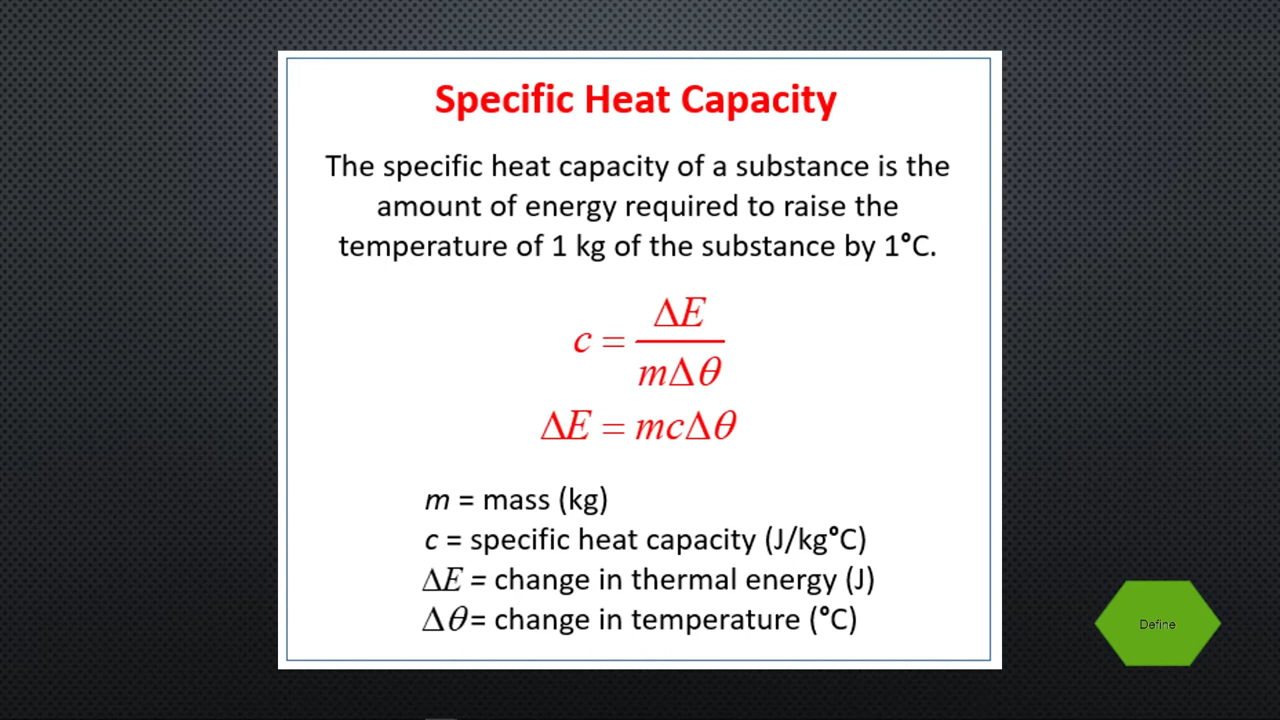 Specific Heat Capacity
The specific heat capacity of a substance is the
amount of energy required to raise the
temperature of 1 kg of the substance by 1°C.
c = ΔE / mΔθ
ΔE = mcΔθ
m = mass (kg)
c = specific heat capacity (J/kg°C)
ΔE = change in thermal energy (J)
Δθ= change in temperature (°C)
Define